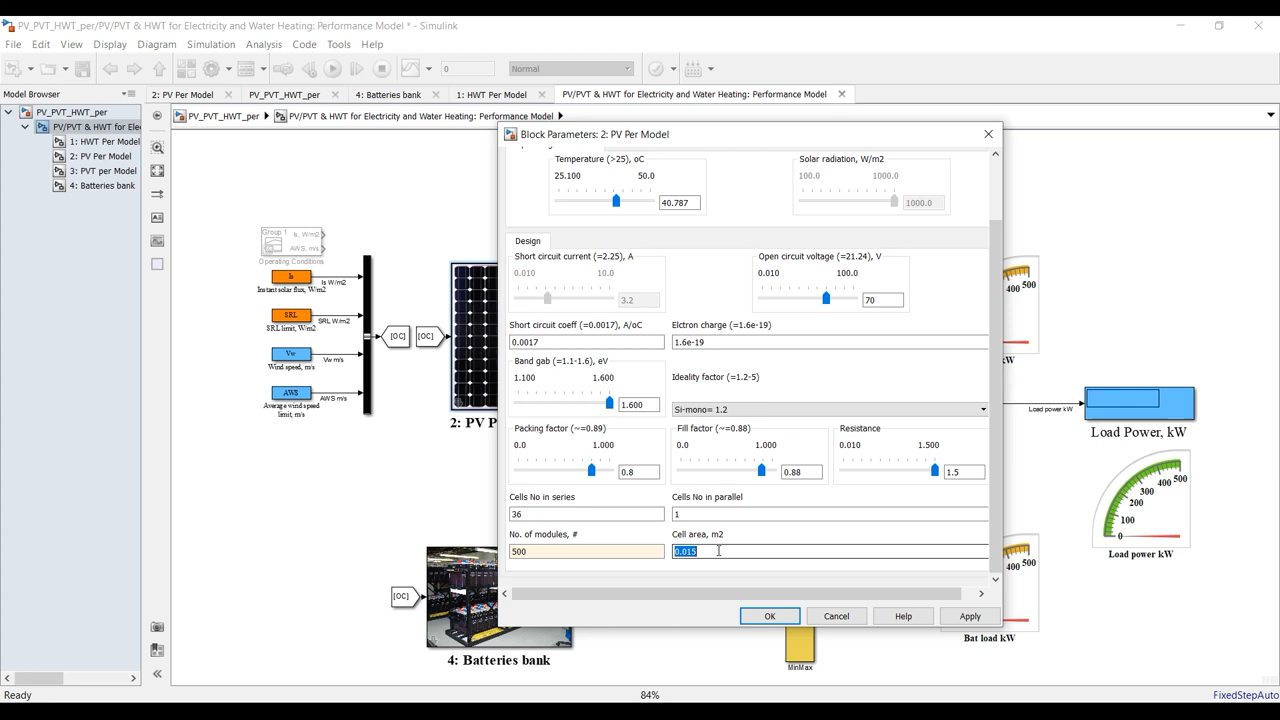 PV_PVT_HWT_per/PV/PVT & HWT for Electricity and Water Heating: Performance Model * - Simulink
File Edit View Display Diagram Simulation Analysis Code Tools Help
0 Normal
Model Browser
2: PV Per Model PV_PVT_HWT_per 4: Batteries bank 1: HWT Per Model PV/PVT & HWT for Electricity and Water Heating: Performance Model
PV_PVT_HWT_per PV/PVT & HWT for Electricity and Water Heating: Performance Model
PV_PVT_HWT_per
PV/PVT & HWT for Ele
1: HWT Per Model
2: PV Per Model
3: PVT per Model
4: Batteries bank
Group 1
Is, W/m2
AWS, m/s
Operating Conditions
Is
Is W/m2
Instant solar flux, W/m2
SRL
SRL W/m2
SRL limit, W/m2
Vw
Vw m/s
Wind speed, m/s
AWS
AWS m/s
Average wind speed
limit, m/s
[OC] [OC]
2: PV P
[OC]
4: Batteries bank
Block Parameters: 2: PV Per Model
Temperature (>25), oC Solar radiation, W/m2
25.100 50.0 100.0 1000.0
40.787 1000.0
Design
Short circuit current (=2.25), A Open circuit voltage (=21.24), V
0.010 10.0 0.010 100.0
3.2 70
Short circuit coeff (=0.0017), A/oC Elctron charge (=1.6e-19)
0.0017 1.6e-19
Band gab (=1.1-1.6), eV
1.100 1.600 Ideality factor (=1.2-5)
1.600 Si-mono= 1.2
Packing factor (~=0.89) Fill factor (~=0.88) Resistance
0.0 1.000 0.0 1.000 0.010 1.500
0.8 0.88 1.5
Cells No in series Cells No in parallel
36 1
No. of modules, # Cell area, m2
500 0.015
OK Cancel Help Apply
400 500
kW
Load power kW
Load Power, kW
0 100 200 300 400 500
Load power kW
400 500
Bat load kW
MinMax
Ready 84% FixedStepAuto